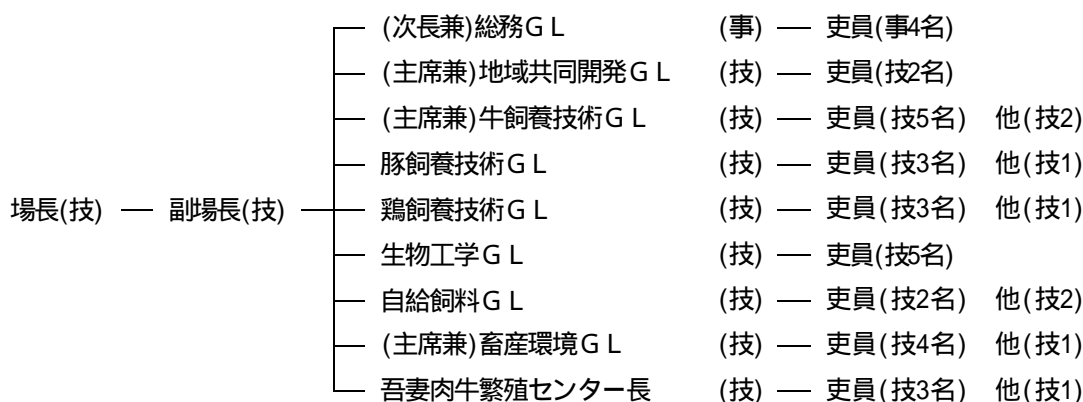 (次長兼)総務GL (事) ― 吏員(事4名)
(主席兼)地域共同開発GL (技) ― 吏員(技2名)
(主席兼)牛飼養技術GL (技) ― 吏員(技5名) 他(技2)
豚飼養技術GL (技) ― 吏員(技3名) 他(技1)
場長(技) ― 副場長(技) ― 鶏飼養技術GL (技) ― 吏員(技3名) 他(技1)
生物工学GL (技) ― 吏員(技5名)
自給飼料GL (技) ― 吏員(技2名) 他(技2)
(主席兼)畜産環境GL (技) ― 吏員(技4名) 他(技1)
吾妻肉牛繁殖センター長 (技) ― 吏員(技3名) 他(技1)